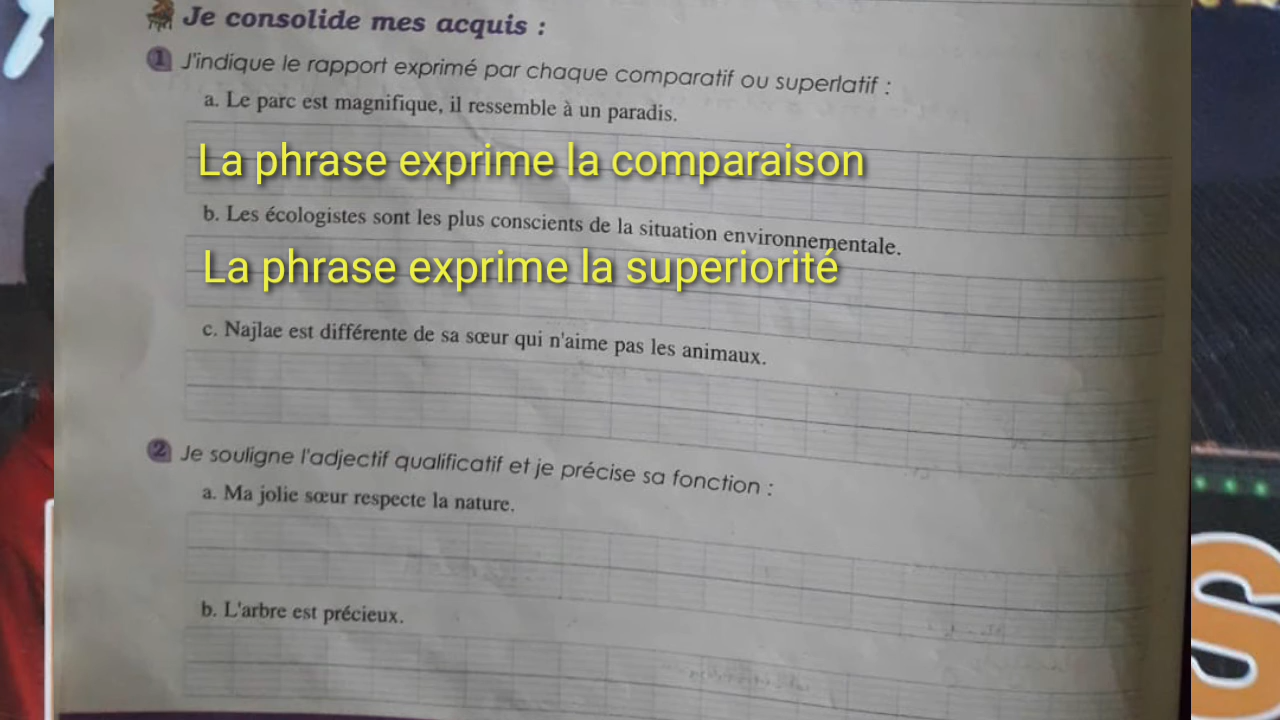 Je consolide mes acquis :
1 J'indique le rapport exprimé par chaque comparatif ou superlatif :
a. Le parc est magnifique, il ressemble à un paradis.
La phrase exprime la comparaison
b. Les écologistes sont les plus conscients de la situation environnementale.
La phrase exprime la superiorité
c. Najlae est différente de sa sœur qui n'aime pas les animaux.
2 Je souligne l'adjectif qualificatif et je précise sa fonction :
a. Ma jolie sœur respecte la nature.
b. L'arbre est précieux.
S